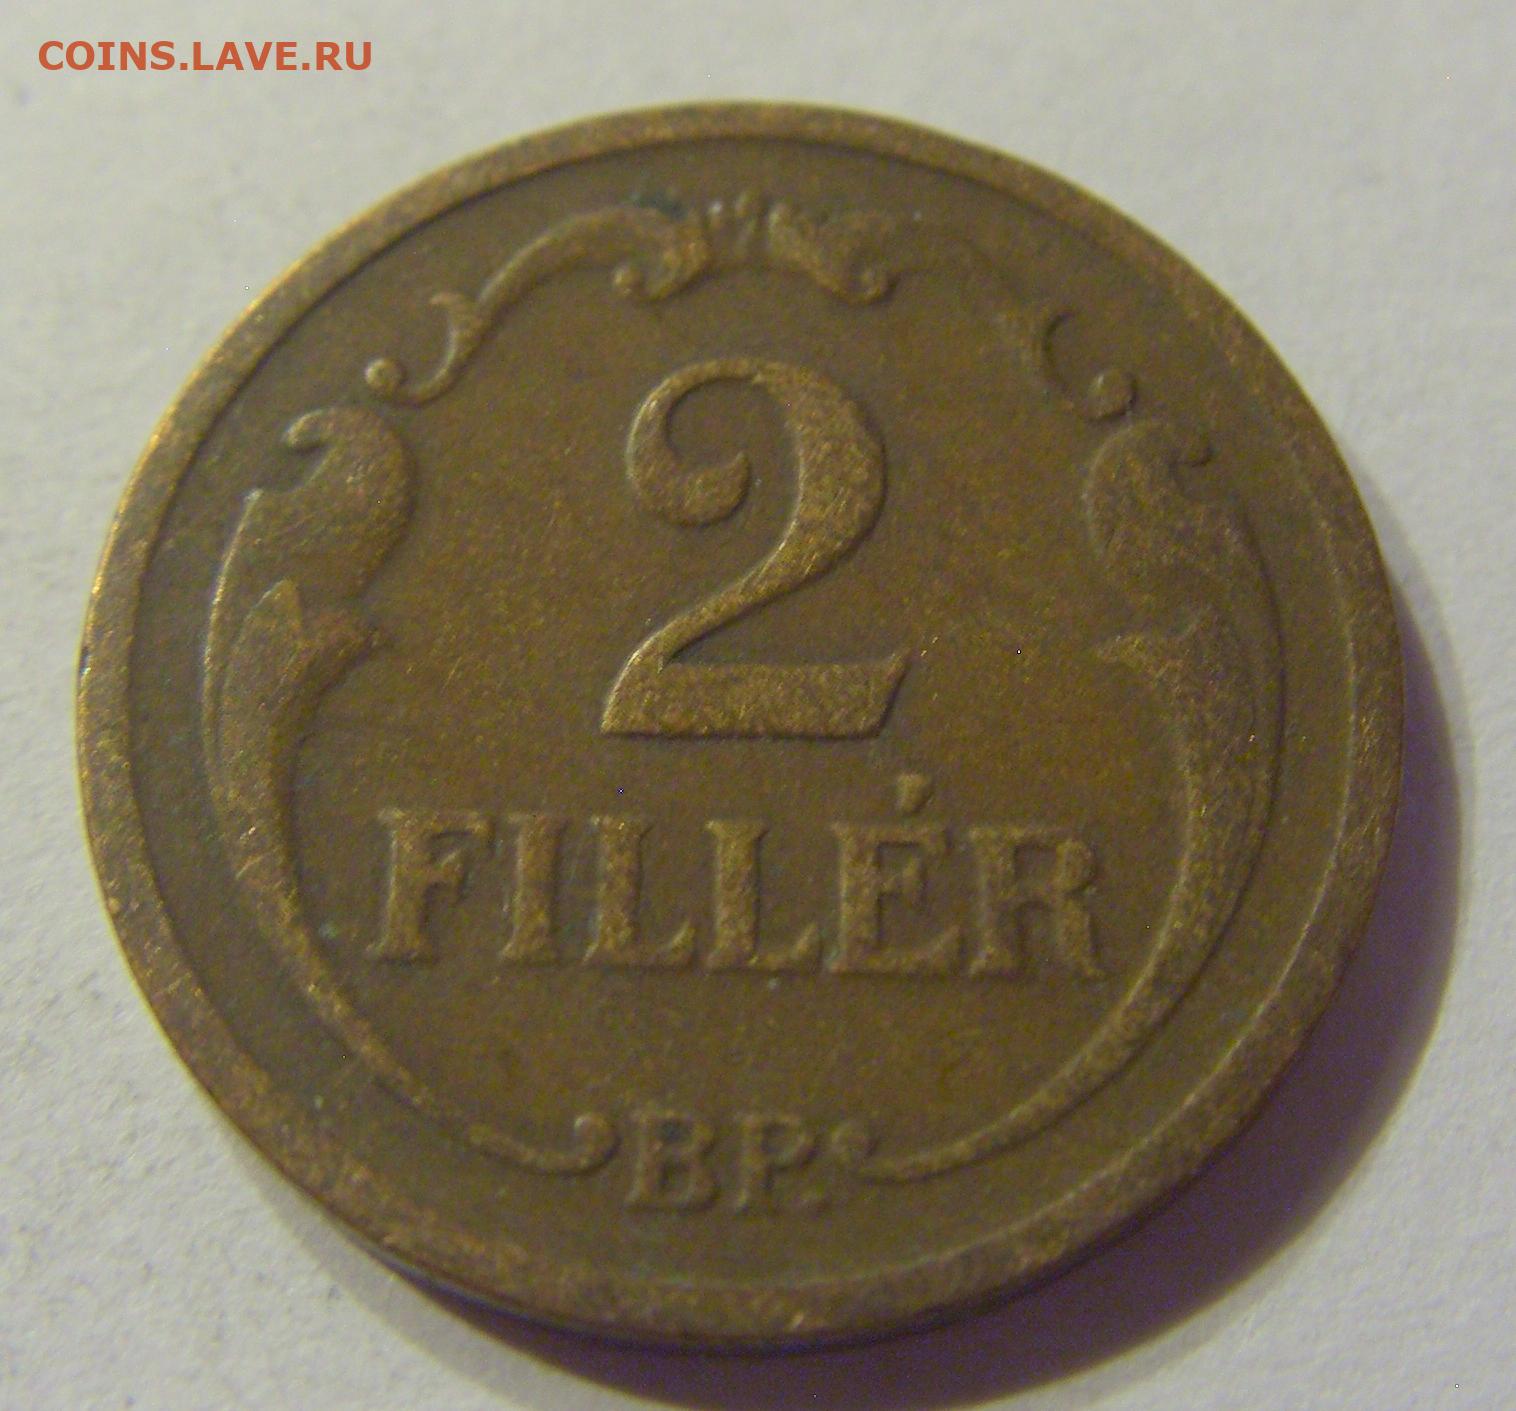 COINS.LAVE.RU
2
FILLÉR
BP.